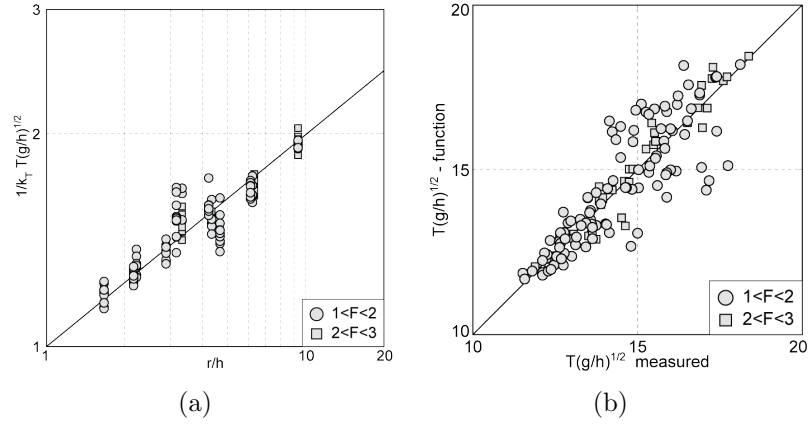 3
2
1
1/k_T T(g/h)^{1/2}
1 2 10 20
r/h
1<F<2
2<F<3
(a)
20
15
10
T(g/h)^{1/2} - function
10 15 20
T(g/h)^{1/2} measured
1<F<2
2<F<3
(b)